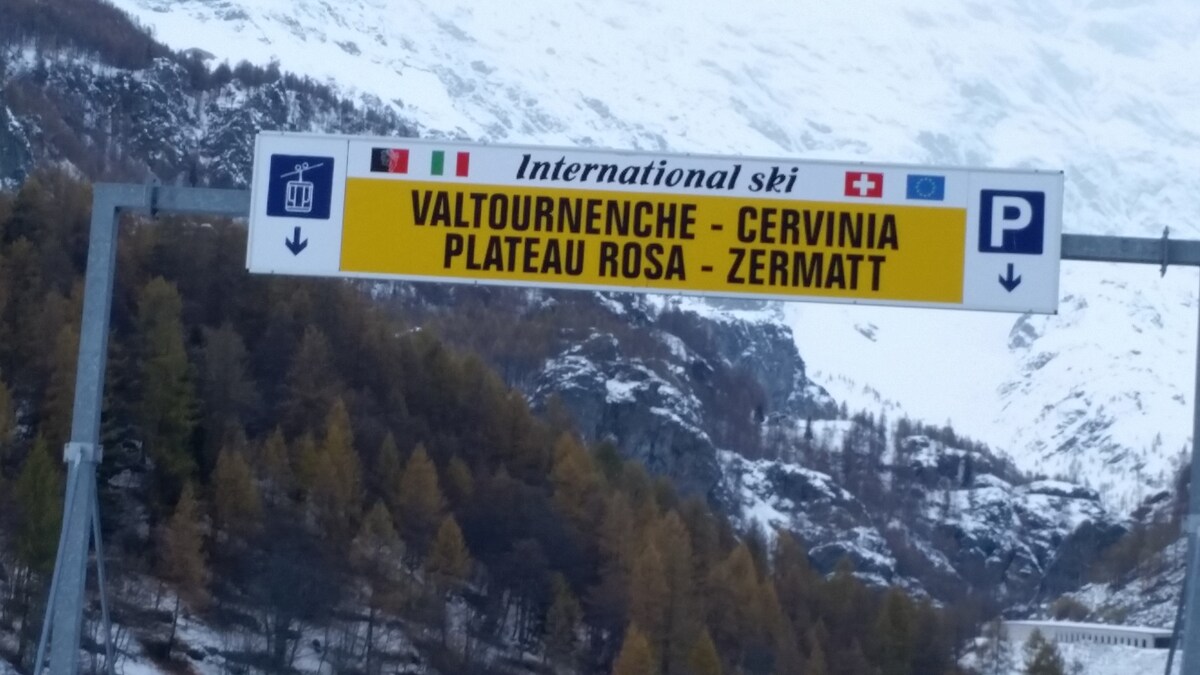 International ski
VALTOURNENCHE - CERVINIA
PLATEAU ROSA - ZERMATT
P